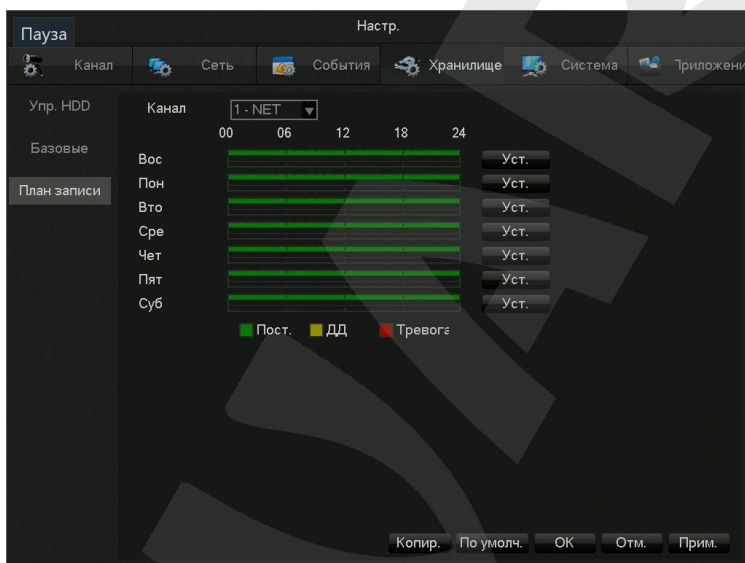 Пауза
Настр.
Канал Сеть События Хранилище Система Приложени
Упр. HDD
Базовые
План записи
Канал 1 - NET
00 06 12 18 24
Вос Уст.
Пон Уст.
Вто Уст.
Сре Уст.
Чет Уст.
Пят Уст.
Суб Уст.
Пост. ДД Тревога
Копир. По умолч. OK Отм. Прим.